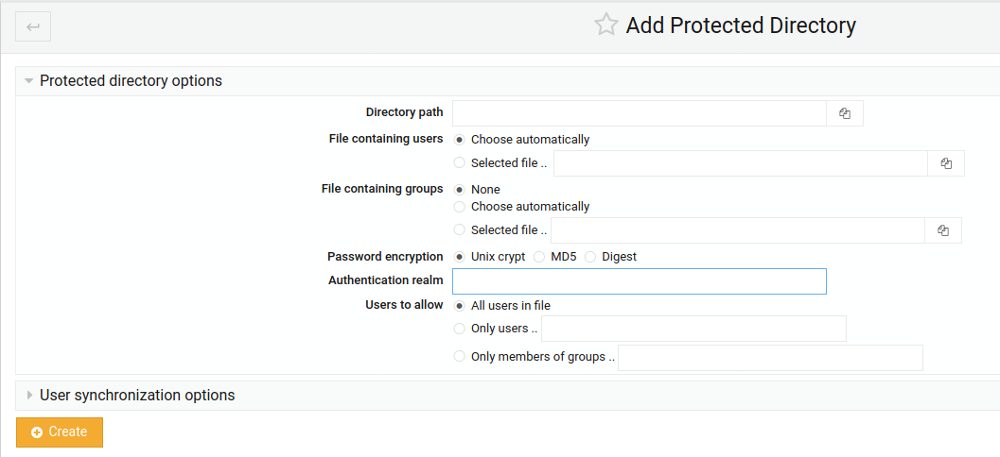 Add Protected Directory
Protected directory options
Directory path
File containing users Choose automatically
Selected file ..
File containing groups None
Choose automatically
Selected file ..
Password encryption Unix crypt MD5 Digest
Authentication realm
Users to allow All users in file
Only users ..
Only members of groups ..
User synchronization options
Create